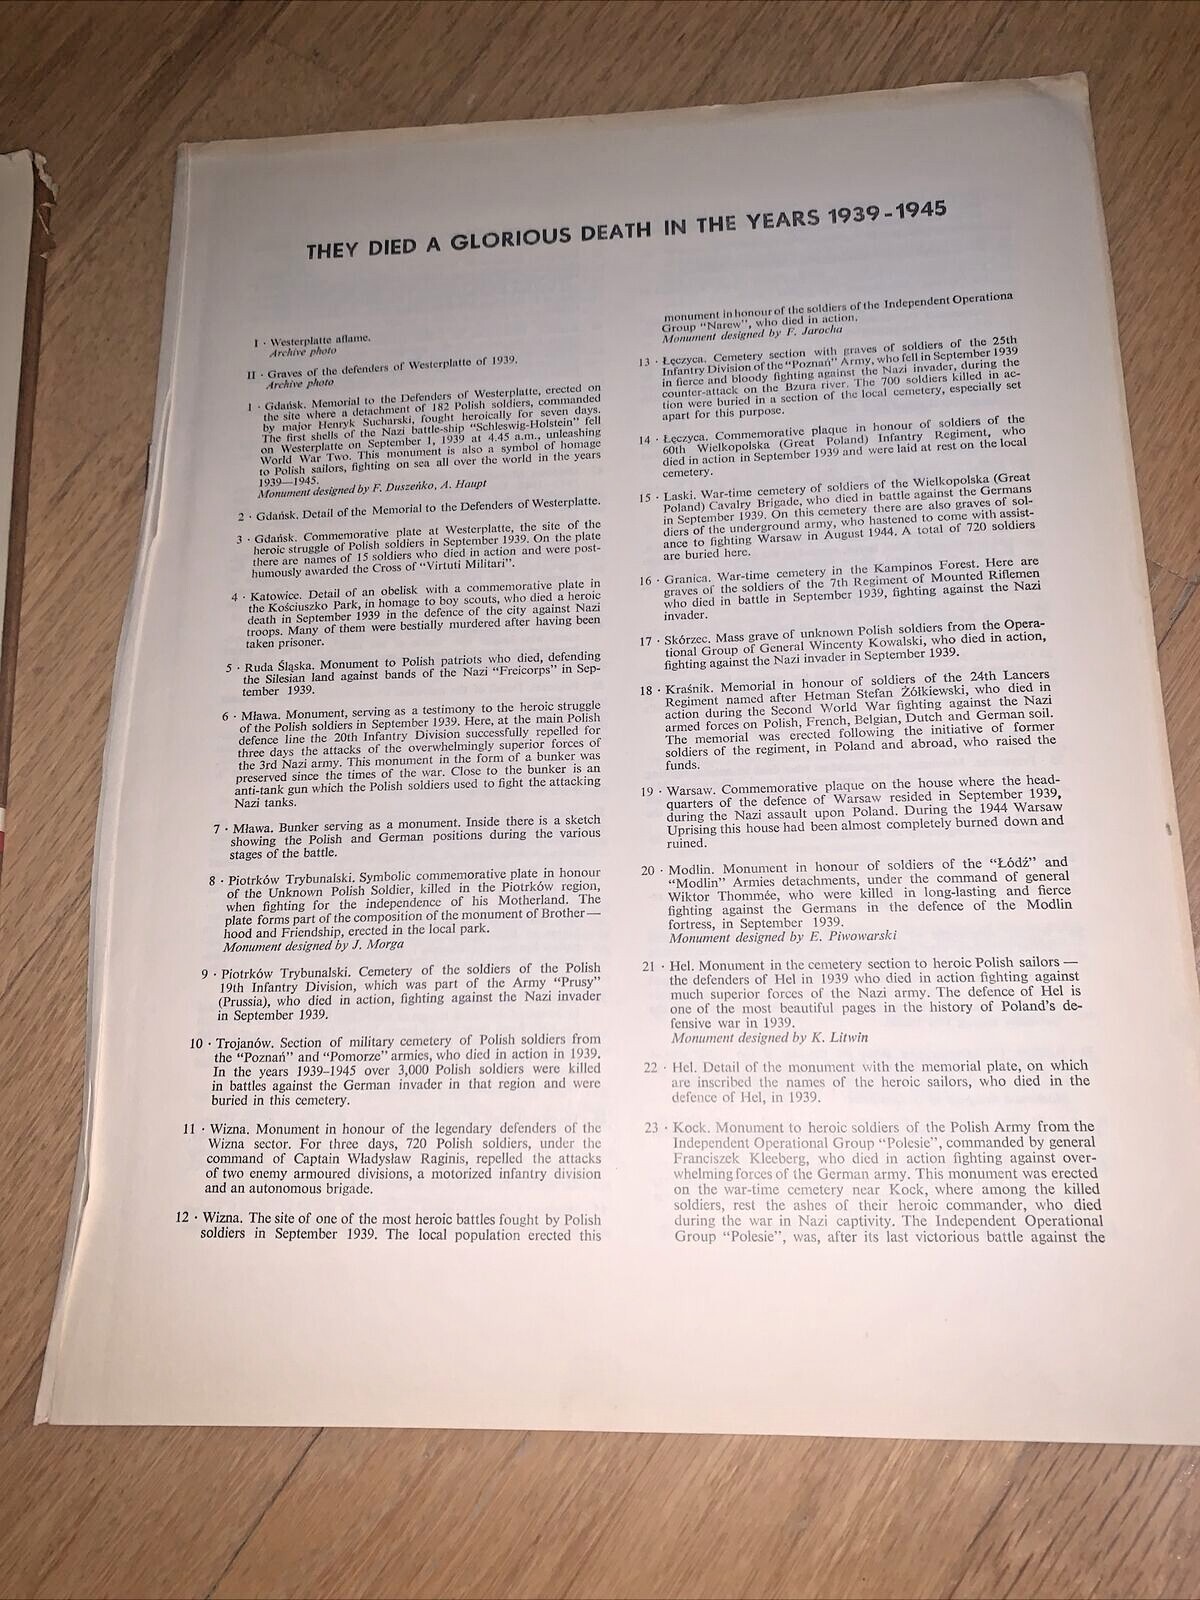 THEY DIED A GLORIOUS DEATH IN THE YEARS 1939-1945
I · Westerplatte aflame.
Archive photo
II · Graves of the defenders of Westerplatte of 1939.
Archive photo
1 · Gdańsk. Memorial to the Defenders of Westerplatte, erected on
the site where a detachment of 182 Polish soldiers, commanded
by major Henryk Sucharski, fought heroically for seven days.
The first shells of the Nazi battle-ship "Schleswig-Holstein" fell
on Westerplatte on September 1, 1939 at 4.45 a.m., unleashing
World War Two. This monument is also a symbol of homage
to Polish sailors, fighting on sea all over the world in the years
1939—1945.
Monument designed by F. Duszeńko, A. Haupt
2 · Gdańsk. Detail of the Memorial to the Defenders of Westerplatte.
3 · Gdańsk. Commemorative plate at Westerplatte, the site of the
heroic struggle of Polish soldiers in September 1939. On the plate
there are names of 15 soldiers who died in action and were post-
humously awarded the Cross of "Virtuti Militari".
4 · Katowice. Detail of an obelisk with a commemorative plate in
the Kościuszko Park, in homage to boy scouts, who died a heroic
death in September 1939 in the defence of the city against Nazi
troops. Many of them were bestially murdered after having been
taken prisoner.
5 · Ruda Śląska. Monument to Polish patriots who died, defending
the Silesian land against bands of the Nazi "Freicorps" in Sep-
tember 1939.
6 · Mława. Monument, serving as a testimony to the heroic struggle
of the Polish soldiers in September 1939. Here, at the main Polish
defence line the 20th Infantry Division successfully repelled for
three days the attacks of the overwhelmingly superior forces of
the 3rd Nazi army. This monument in the form of a bunker was
preserved since the times of the war. Close to the bunker is an
anti-tank gun which the Polish soldiers used to fight the attacking
Nazi tanks.
7 · Mława. Bunker serving as a monument. Inside there is a sketch
showing the Polish and German positions during the various
stages of the battle.
8 · Piotrków Trybunalski. Symbolic commemorative plate in honour
of the Unknown Polish Soldier, killed in the Piotrków region,
when fighting for the independence of his Motherland. The
plate forms part of the composition of the monument of Brother—
hood and Friendship, erected in the local park.
Monument designed by J. Morga
9 · Piotrków Trybunalski. Cemetery of the soldiers of the Polish
19th Infantry Division, which was part of the Army "Prusy"
(Prussia), who died in action, fighting against the Nazi invader
in September 1939.
10 · Trojanów. Section of military cemetery of Polish soldiers from
the "Poznań" and "Pomorze" armies, who died in action in 1939.
In the years 1939-1945 over 3,000 Polish soldiers were killed
in battles against the German invader in that region and were
buried in this cemetery.
11 · Wizna. Monument in honour of the legendary defenders of the
Wizna sector. For three days, 720 Polish soldiers, under the
command of Captain Władysław Raginis, repelled the attacks
of two enemy armoured divisions, a motorized infantry division
and an autonomous brigade.
12 · Wizna. The site of one of the most heroic battles fought by Polish
soldiers in September 1939. The local population erected this
monument in honour of the soldiers of the Independent Operationa
Group "Narew", who died in action.
Monument designed by F. Jarocha
13 · Łęczyca. Cemetery section with graves of soldiers of the 25th
Infantry Division of the "Poznań" Army, who fell in September 1939
in fierce and bloody fighting against the Nazi invader, during the
counter-attack on the Bzura river. The 700 soldiers killed in ac-
tion were buried in a section of the local cemetery, especially set
apart for this purpose.
14 · Łęczyca. Commemorative plaque in honour of soldiers of the
60th Wielkopolska (Great Poland) Infantry Regiment, who
died in action in September 1939 and were laid at rest on the local
cemetery.
15 · Laski. War-time cemetery of soldiers of the Wielkopolska (Great
Poland) Cavalry Brigade, who died in battle against the Germans
in September 1939. On this cemetery there are also graves of sol-
diers of the underground army, who hastened to come with assist-
ance to fighting Warsaw in August 1944. A total of 720 soldiers
are buried here.
16 · Granica. War-time cemetery in the Kampinos Forest. Here are
graves of the soldiers of the 7th Regiment of Mounted Riflemen
who died in battle in September 1939, fighting against the Nazi
invader.
17 · Skórzec. Mass grave of unknown Polish soldiers from the Opera-
tional Group of General Wincenty Kowalski, who died in action,
fighting against the Nazi invader in September 1939.
18 · Kraśnik. Memorial in honour of soldiers of the 24th Lancers
Regiment named after Hetman Stefan Żółkiewski, who died in
action during the Second World War fighting against the Nazi
armed forces on Polish, French, Belgian, Dutch and German soil.
The memorial was erected following the initiative of former
soldiers of the regiment, in Poland and abroad, who raised the
funds.
19 · Warsaw. Commemorative plaque on the house where the head-
quarters of the defence of Warsaw resided in September 1939,
during the Nazi assault upon Poland. During the 1944 Warsaw
Uprising this house had been almost completely burned down and
ruined.
20 · Modlin. Monument in honour of soldiers of the "Łódź" and
"Modlin" Armies detachments, under the command of general
Wiktor Thommée, who were killed in long-lasting and fierce
fighting against the Germans in the defence of the Modlin
fortress, in September 1939.
Monument designed by E. Piwowarski
21 · Hel. Monument in the cemetery section to heroic Polish sailors —
the defenders of Hel in 1939 who died in action fighting against
much superior forces of the Nazi army. The defence of Hel is
one of the most beautiful pages in the history of Poland's de-
fensive war in 1939.
Monument designed by K. Litwin
22 · Hel. Detail of the monument with the memorial plate, on which
are inscribed the names of the heroic sailors, who died in the
defence of Hel, in 1939.
23 · Kock. Monument to heroic soldiers of the Polish Army from the
Independent Operational Group "Polesie", commanded by general
Franciszek Kleeberg, who died in action fighting against over-
whelming forces of the German army. This monument was erected
on the war-time cemetery near Kock, where among the killed
soldiers, rest the ashes of their heroic commander, who died
during the war in Nazi captivity. The Independent Operational
Group "Polesie", was, after its last victorious battle against the